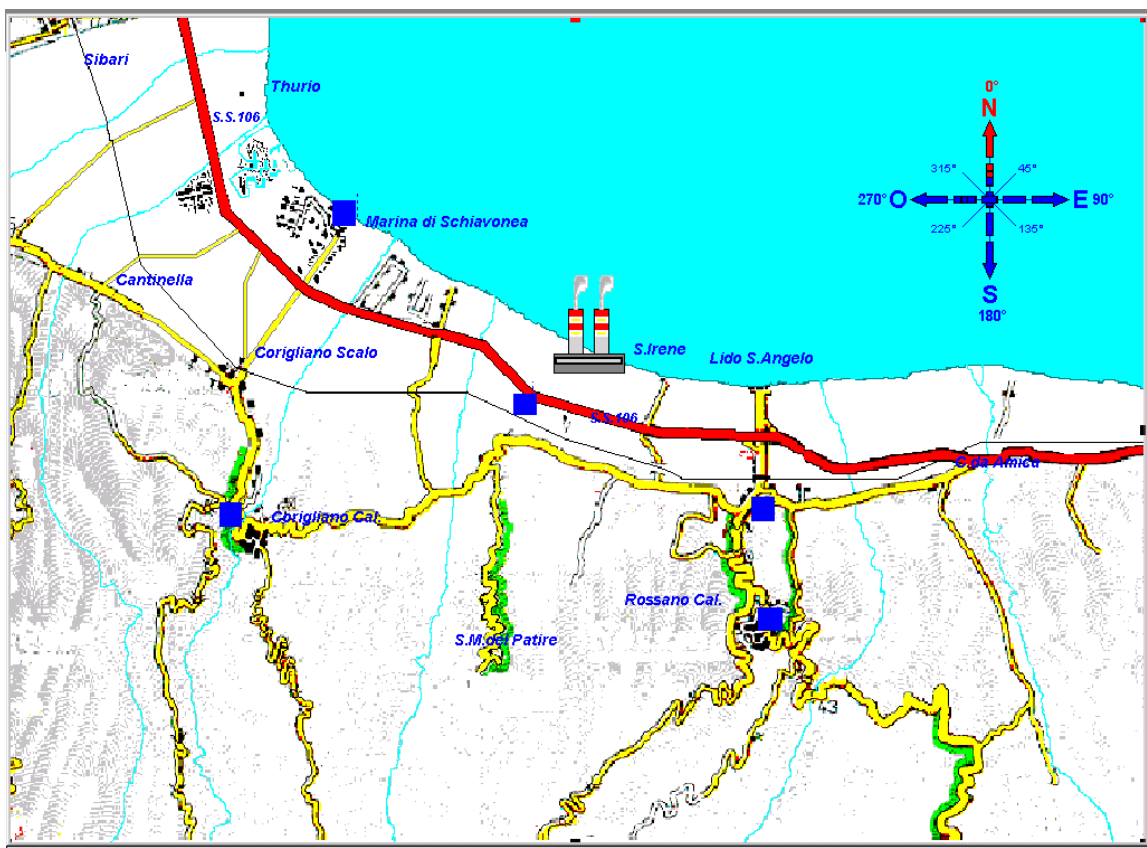 Sibari
Thurio
0°
N
S.S.106
315°
45°
270°
O
E
90°
225°
135°
Marina di Schiavonea
S
180°
Cantinella
Corigliano Scalo
S.Irene
Lido S.Angelo
S.S.106
C.da Amica
Corigliano Cal.
Rossano Cal.
S.M.del Patire
43